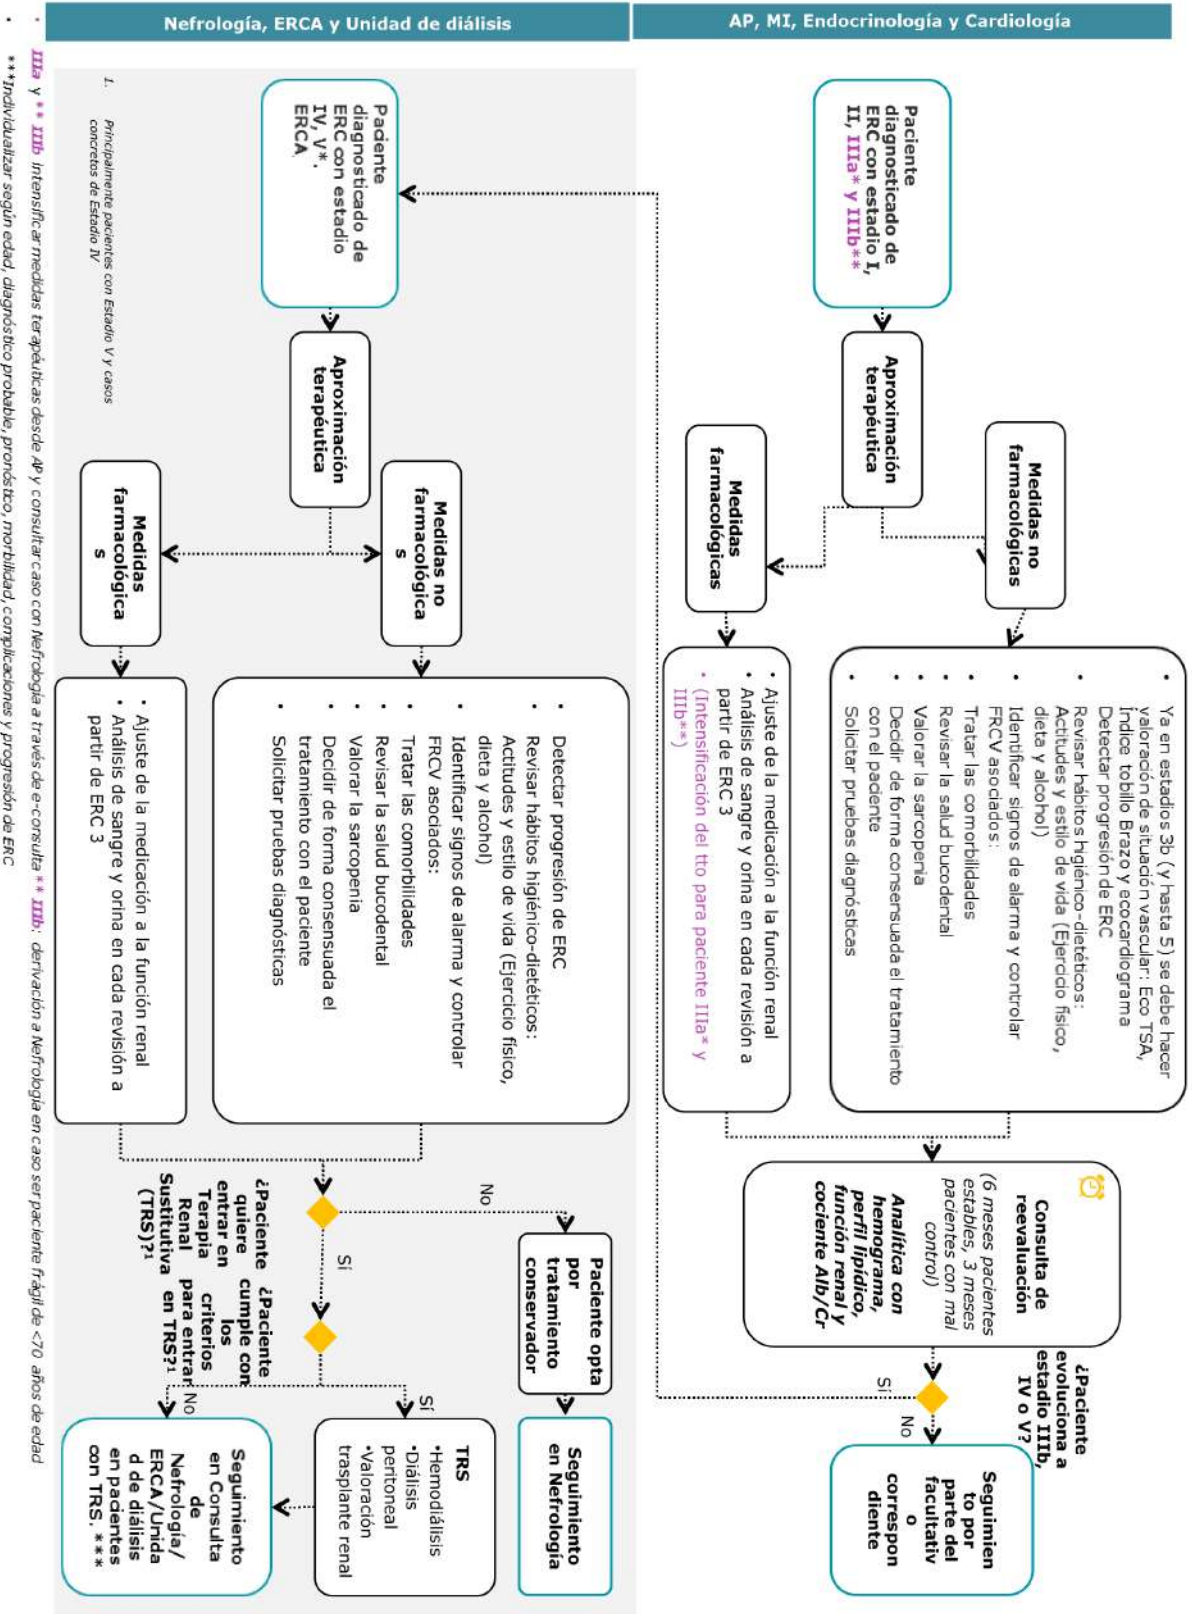 AP, MI, Endocrinología y Cardiología
Paciente
diagnosticado de
ERC con estadio I,
II, IIIa* y IIIb**
Aproximación
terapéutica
Medidas no
farmacológicas
Medidas
farmacológicas
• Ya en estadios 3b (y hasta 5) se debe hacer
valoración de situación vascular: Eco TSA,
Índice tobillo Brazo y ecocardiograma
Detectar progresión de ERC
• Revisar hábitos higiénico-dietéticos:
Actitudes y estilo de vida (Ejercicio físico,
dieta y alcohol)
• Identificar signos de alarma y controlar
FRCV asociados:
• Tratar las comorbilidades
• Revisar la salud bucodental
• Valorar la sarcopenia
• Decidir de forma consensuada el tratamiento
con el paciente
• Solicitar pruebas diagnósticas
• Ajuste de la medicación a la función renal
• Análisis de sangre y orina en cada revisión a
partir de ERC 3
• (Intensificación del tto para paciente IIIa* y
IIIb**)
Consulta de
reevaluación
(6 meses pacientes
estables, 3 meses
pacientes con mal
control)
Analítica con
hemograma,
perfil lipídico,
función renal y
cociente Alb/Cr
¿Paciente
evoluciona a
estadio IIIb,
IV o V?
Sí
No
Seguimien
to por
parte del
facultativ
o
correspon
diente
Nefrología, ERCA y Unidad de diálisis
Paciente
diagnosticado de
ERC con estadio
IV, V*.
ERCA
Aproximación
terapéutica
Medidas no
farmacológica
s
Medidas
farmacológica
s
• Detectar progresión de ERC
• Revisar hábitos higiénico-dietéticos:
Actitudes y estilo de vida (Ejercicio físico,
dieta y alcohol)
• Identificar signos de alarma y controlar
FRCV asociados:
• Tratar las comorbilidades
• Revisar la salud bucodental
• Valorar la sarcopenia
• Decidir de forma consensuada el
tratamiento con el paciente
• Solicitar pruebas diagnósticas
• Ajuste de la medicación a la función renal
• Análisis de sangre y orina en cada revisión a
partir de ERC 3
No
Sí
¿Paciente
quiere
entrar en
Terapia
Renal
Sustitutiva
(TRS)?¹
¿Paciente
cumple con
los
criterios
para entrar
en TRS?¹
Paciente opta
por
tratamiento
conservador
Seguimiento
en Nefrología
Sí
No
TRS
•Hemodiálisis
•Diálisis
peritoneal
•Valoración
trasplante renal
Seguimiento
en Consulta
de
Nefrología/
ERCA/Unida
d de diálisis
en pacientes
con TRS. ***
1. Principalmente pacientes con Estadio V y casos
concretos de Estadio IV
• IIIa y ** IIIb intensificar medidas terapéuticas desde AP y consultar caso con Nefrología a través de e-consulta ** IIIb: derivación a Nefrología en caso ser paciente frágil de <70 años de edad
• ***Individualizar según edad, diagnóstico probable, pronóstico, morbilidad, complicaciones y progresión de ERC